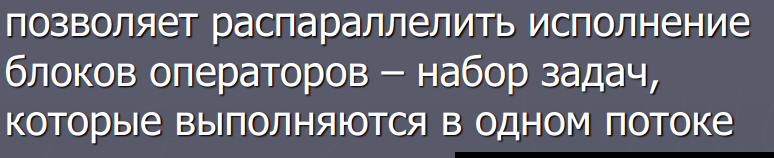 позволяет распараллелить исполнение
блоков операторов – набор задач,
которые выполняются в одном потоке